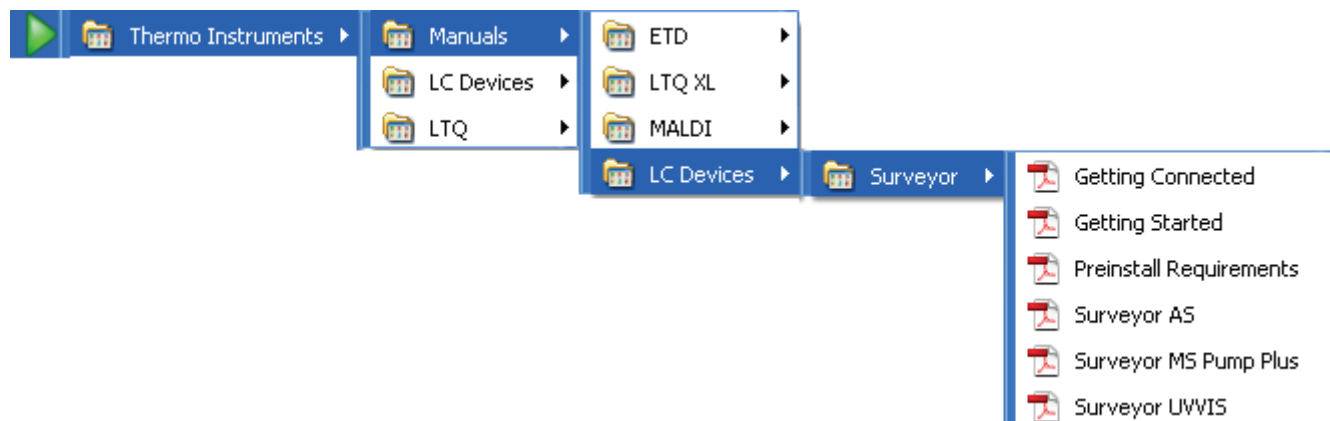 Thermo Instruments
Manuals
LC Devices
LTQ
ETD
LTQ XL
MALDI
LC Devices
Surveyor
Getting Connected
Getting Started
Preinstall Requirements
Surveyor AS
Surveyor MS Pump Plus
Surveyor UVVIS